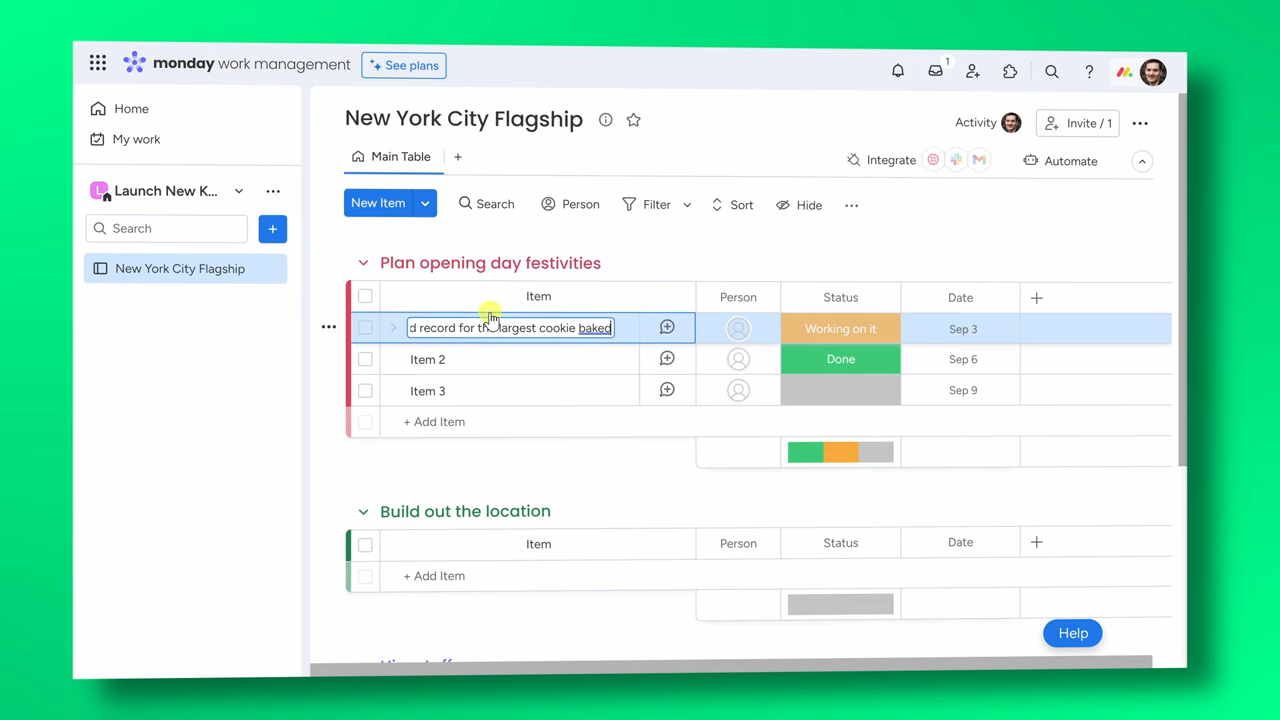 monday work management
See plans
1
Home
My work
New York City Flagship
Activity
Invite / 1
Main Table
Integrate
Automate
Launch New K...
Search
New York City Flagship
New Item
Search
Person
Filter
Sort
Hide
Plan opening day festivities
Item
Person
Status
Date
d record for th largest cookie baked
Working on it
Sep 3
Item 2
Done
Sep 6
Item 3
Sep 9
+ Add Item
Build out the location
Item
Person
Status
Date
+ Add Item
Help